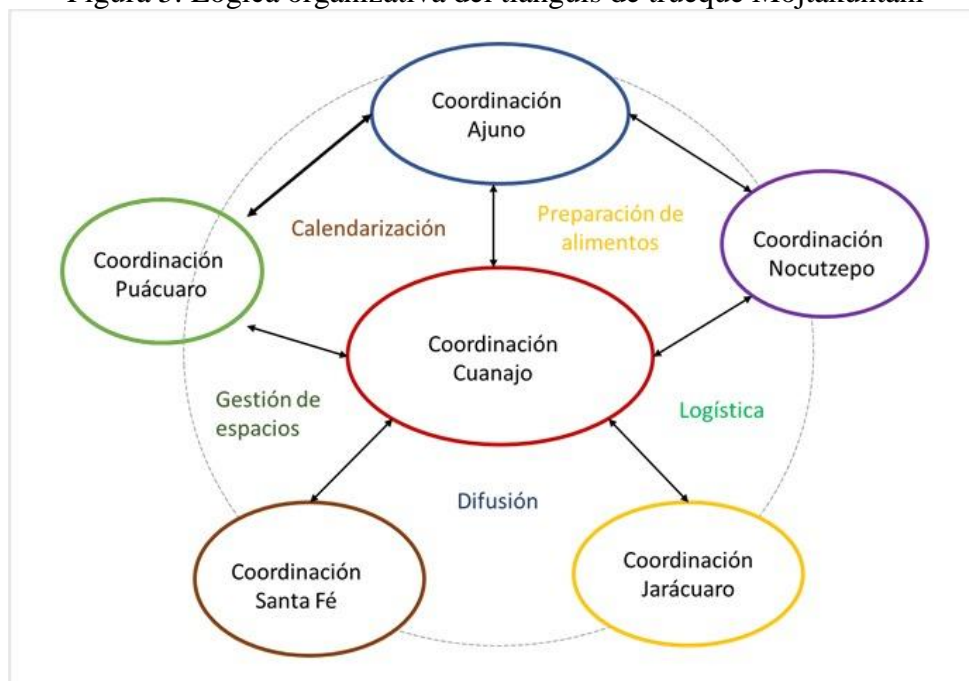 Figura 3. Lógica organizativa del tianguis de trueque Mojtakuntani
Coordinación
Ajuno
Calendarización
Preparación de
alimentos
Coordinación
Nocutzepo
Coordinación
Puácuaro
Coordinación
Cuanajo
Gestión de
espacios
Logística
Difusión
Coordinación
Santa Fé
Coordinación
Jarácuaro